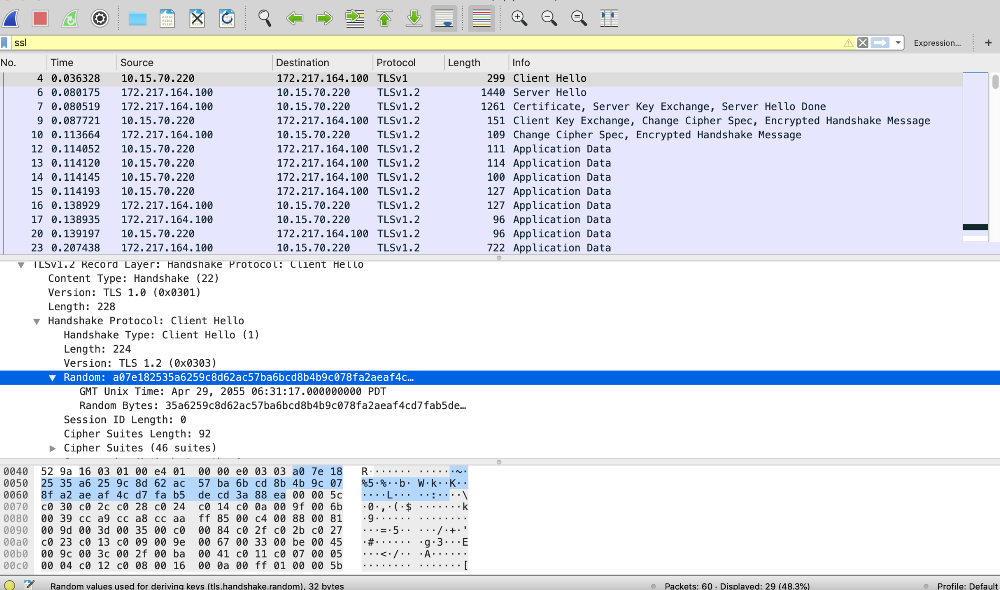 ssl
Expression...
+
No. Time Source Destination Protocol Length Info
4 0.036328 10.15.70.220 172.217.164.100 TLSv1 299 Client Hello
6 0.080175 172.217.164.100 10.15.70.220 TLSv1.2 1440 Server Hello
7 0.080519 172.217.164.100 10.15.70.220 TLSv1.2 1261 Certificate, Server Key Exchange, Server Hello Done
9 0.087721 10.15.70.220 172.217.164.100 TLSv1.2 151 Client Key Exchange, Change Cipher Spec, Encrypted Handshake Message
10 0.113664 172.217.164.100 10.15.70.220 TLSv1.2 109 Change Cipher Spec, Encrypted Handshake Message
12 0.114052 10.15.70.220 172.217.164.100 TLSv1.2 111 Application Data
13 0.114120 10.15.70.220 172.217.164.100 TLSv1.2 114 Application Data
14 0.114145 10.15.70.220 172.217.164.100 TLSv1.2 100 Application Data
15 0.114193 10.15.70.220 172.217.164.100 TLSv1.2 127 Application Data
16 0.138929 172.217.164.100 10.15.70.220 TLSv1.2 127 Application Data
17 0.138935 172.217.164.100 10.15.70.220 TLSv1.2 96 Application Data
20 0.139197 10.15.70.220 172.217.164.100 TLSv1.2 96 Application Data
23 0.207438 172.217.164.100 10.15.70.220 TLSv1.2 722 Application Data
TLSv1.2 Record Layer: Handshake Protocol: Client Hello
Content Type: Handshake (22)
Version: TLS 1.0 (0x0301)
Length: 228
Handshake Protocol: Client Hello
Handshake Type: Client Hello (1)
Length: 224
Version: TLS 1.2 (0x0303)
Random: a07e182535a6259c8d62ac57ba6bcd8b4b9c078fa2aeaf4c…
GMT Unix Time: Apr 29, 2055 06:31:17.000000000 PDT
Random Bytes: 35a6259c8d62ac57ba6bcd8b4b9c078fa2aeaf4cd7fab5de…
Session ID Length: 0
Cipher Suites Length: 92
Cipher Suites (46 suites)
0040 52 9a 16 03 01 00 e4 01 00 00 e0 03 03 a0 7e 18 R······· ······~·
0050 25 35 a6 25 9c 8d 62 ac 57 ba 6b cd 8b 4b 9c 07 %5·%··b· W·k··K··
0060 8f a2 ae af 4c d7 fa b5 de cd 3a 88 ea 00 00 5c ····L··· ··:····\
0070 c0 30 c0 2c c0 28 c0 24 c0 14 c0 0a 00 9f 00 6b ·0·,·(·$ ·······k
0080 00 39 cc a9 cc a8 cc aa ff 85 00 c4 00 88 00 81 ·9······ ········
0090 00 9d 00 3d 00 35 00 c0 00 84 c0 2f c0 2b c0 27 ···=·5·· ···/·+·'
00a0 c0 23 c0 13 c0 09 00 9e 00 67 00 33 00 be 00 45 ·#······ ·g·3···E
00b0 00 9c 00 3c 00 2f 00 ba 00 41 c0 11 c0 07 00 05 ···<·/·· ·A······
00c0 00 04 c0 12 c0 08 00 16 00 0a 00 ff 01 00 00 5b ········ ·······[
Random values used for deriving keys (tls.handshake.random), 32 bytes Packets: 60 · Displayed: 29 (48.3%) Profile: Default